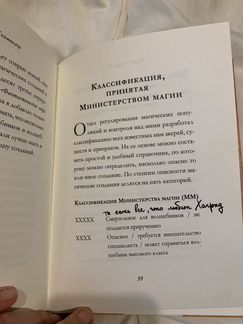 Классификация,
принятая
Министерством магии
Отдел регулирования магических попу-
ляций и контроля над ними разработал
классификацию всех известных им зверей, су-
ществ и призраков. На ее основе можно со-
ставить простой и удобный справочник, по кото-
рому можно определить, насколько опасно то
или иное создание. По степени опасности ма-
гические создания делятся на пять категорий.
Классификация Министерства магии (ММ)
то есть все, что любит Хагрид
XXXXX Смертельное для волшебников / не
поддается приручению
XXXX Опасное / требуется вмешательство
специалиста / может справиться вол-
шебник высокого класса
39